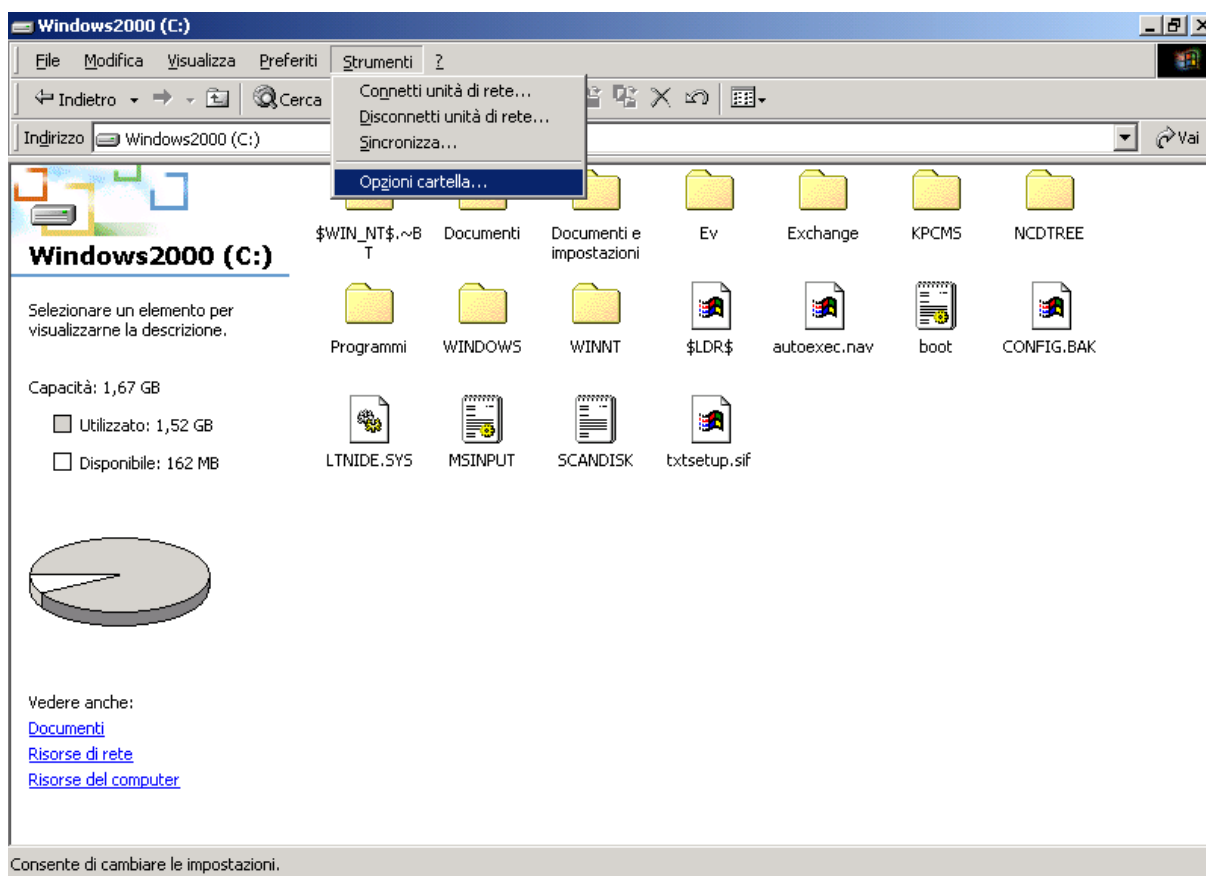 Windows2000 (C:)
File Modifica Visualizza Preferiti Strumenti ?
Indietro Cerca
Connetti unità di rete...
Disconnetti unità di rete...
Sincronizza...
Opzioni cartella...
Indirizzo Windows2000 (C:) Vai
Windows2000 (C:)
Selezionare un elemento per
visualizzarne la descrizione.
Capacità: 1,67 GB
Utilizzato: 1,52 GB
Disponibile: 162 MB
Vedere anche:
Documenti
Risorse di rete
Risorse del computer
$WIN_NT$.~B
T
Documenti
Documenti e
impostazioni
Ev
Exchange
KPCMS
NCDTREE
Programmi
WINDOWS
WINNT
$LDR$
autoexec.nav
boot
CONFIG.BAK
LTNIDE.SYS
MSINPUT
SCANDISK
txtsetup.sif
Consente di cambiare le impostazioni.